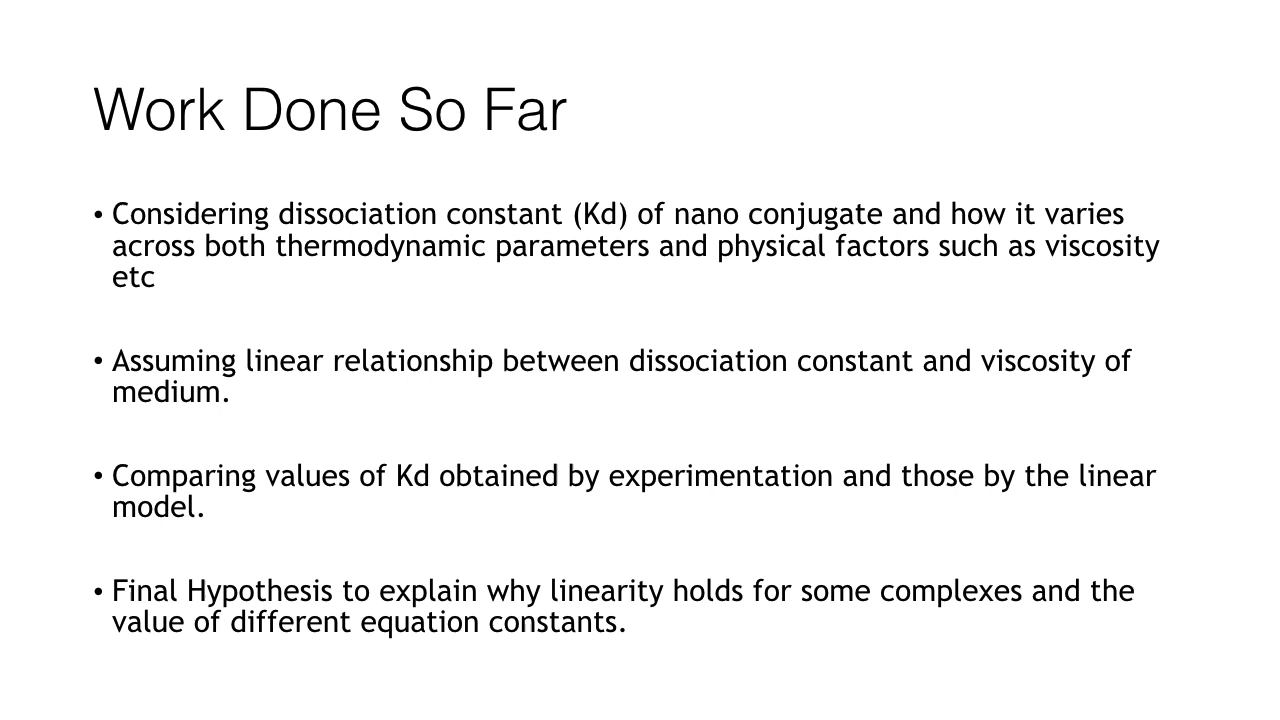 Work Done So Far
• Considering dissociation constant (Kd) of nano conjugate and how it varies
across both thermodynamic parameters and physical factors such as viscosity
etc
• Assuming linear relationship between dissociation constant and viscosity of
medium.
• Comparing values of Kd obtained by experimentation and those by the linear
model.
• Final Hypothesis to explain why linearity holds for some complexes and the
value of different equation constants.